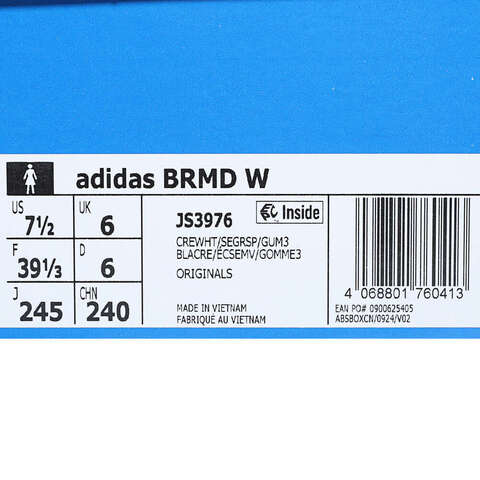 adidas BRMD W
US UK
7½ 6
F D
39⅓ 6
J CHN
245 240
JS3976
Inside
CREWHT/SEGRSP/GUM3
BLACRE/ÉCSEMV/GOMME3
ORIGINALS
MADE IN VIETNAM
FABRIQUÉ AU VIETNAM
4 068801 760413
EAN PO# 0900625405
ABSBOXCN/0924/V02